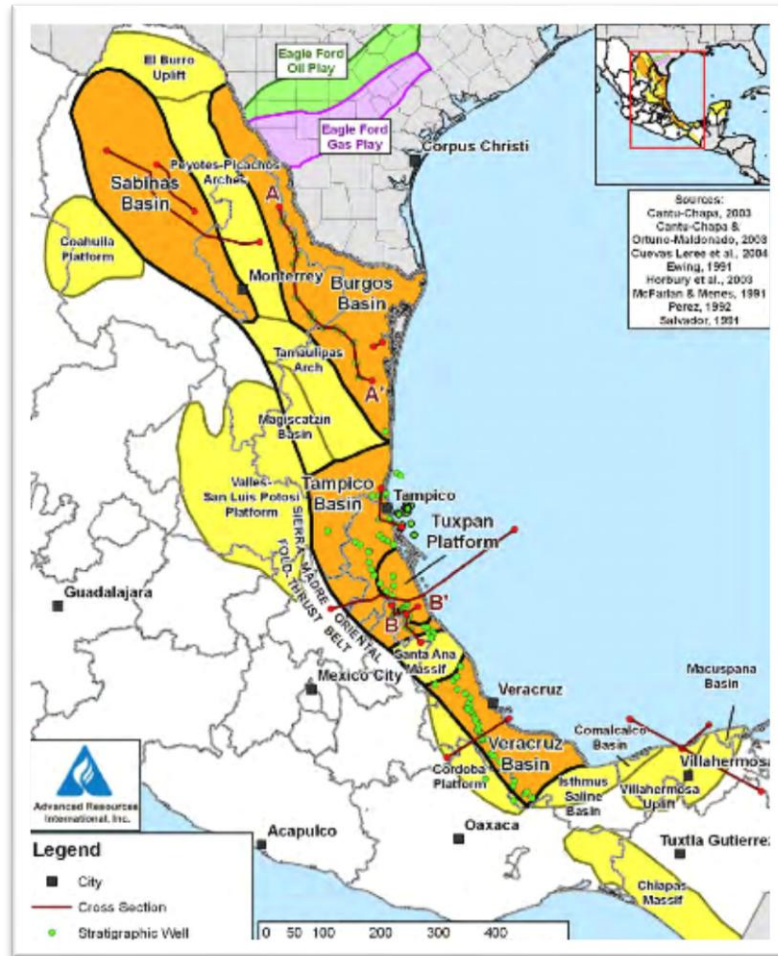 El Burro
Uplift
Eagle Ford
Oil Play
Eagle Ford
Gas Play
Corpus Christi
Peyotes-Picachos
Arches
A
Sabinas
Basin
Coahuila
Platform
Monterrey
Burgos
Basin
Tamaulipas
Arch
A'
Magiscatzin
Basin
Valles-
San Luis Potosi
Platform
Tampico
Basin
Tampico
Tuxpan
Platform
SIERRA MADRE ORIENTAL
FOLD-THRUST BELT
Guadalajara
B
B'
Santa Ana
Massif
Mexico City
Veracruz
Veracruz
Basin
Cordoba
Platform
Macuspana
Basin
Comalcalco
Basin
Villahermosa
Isthmus
Saline
Basin
Villahermosa
Uplift
Acapulco
Oaxaca
Tuxtla Gutierrez
Chiapas
Massif
Sources:
Cantu-Chapa, 2003
Cantu-Chapa &
Ortuno-Maldonado, 2003
Cuevas Leree et al., 2004
Ewing, 1991
Horbury et al., 2003
McFarlan & Menes, 1991
Perez, 1992
Salvador, 1991
Advanced Resources
International, Inc.
Legend
City
Cross Section
Stratigraphic Well
0 50 100 200 300 400